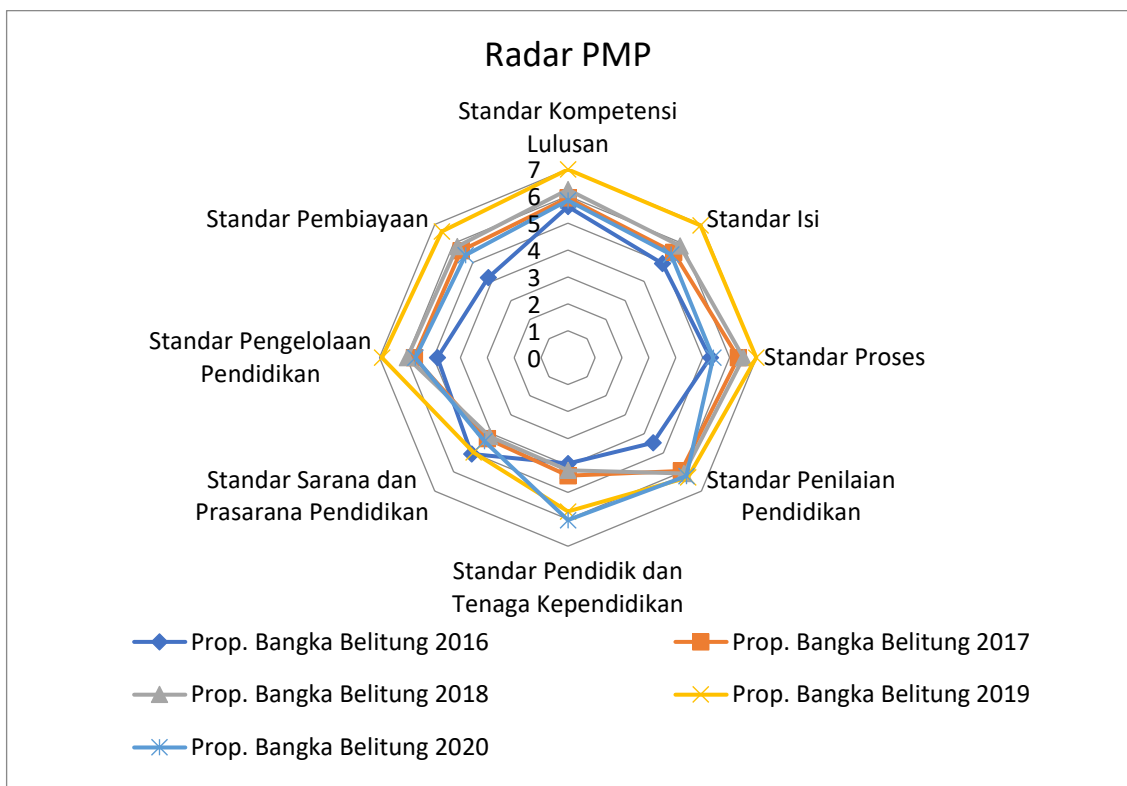 Radar PMP
Standar Kompetensi
Lulusan
7
6
5
4
3
2
1
0
Standar Isi
Standar Proses
Standar Penilaian
Pendidikan
Standar Pendidik dan
Tenaga Kependidikan
Standar Sarana dan
Prasarana Pendidikan
Standar Pengelolaan
Pendidikan
Standar Pembiayaan
Prop. Bangka Belitung 2016
Prop. Bangka Belitung 2017
Prop. Bangka Belitung 2018
Prop. Bangka Belitung 2019
Prop. Bangka Belitung 2020